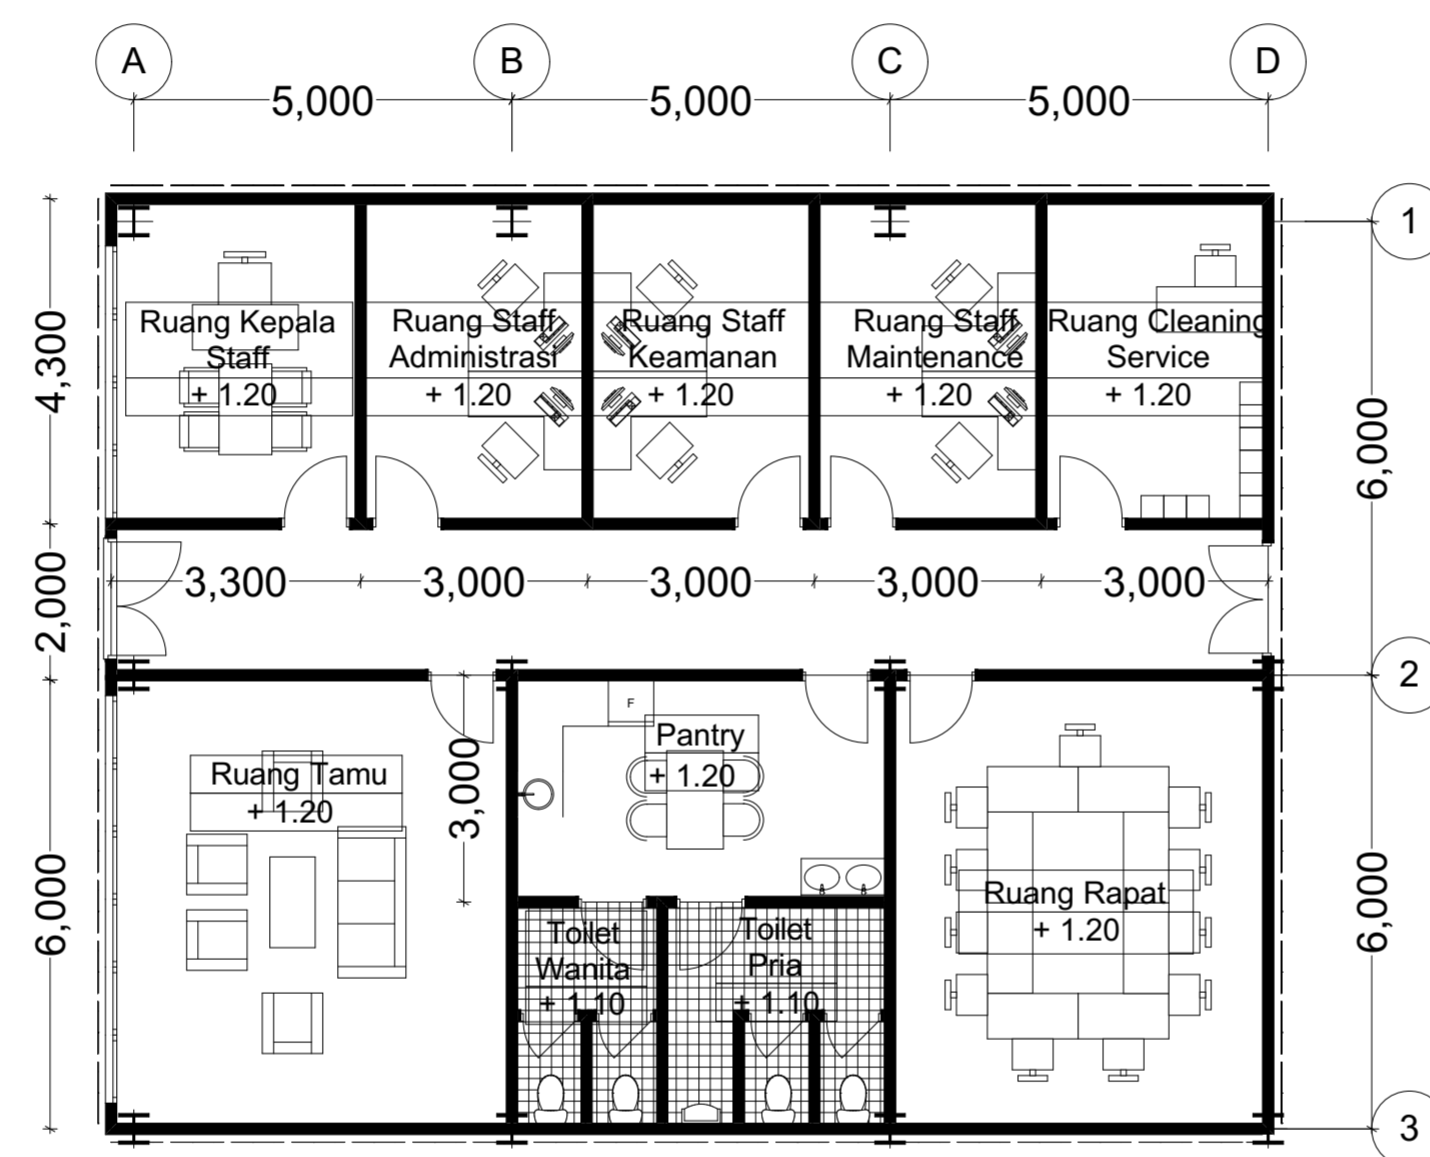 A
B
C
D
5,000
5,000
5,000
1
4,300
6,000
Ruang Kepala
Staff
+ 1.20
Ruang Staff
Administrasi
+ 1.20
Ruang Staff
Keamanan
+ 1.20
Ruang Staff
Maintenance
+ 1.20
Ruang Cleaning
Service
+ 1.20
2,000
3,300
3,000
3,000
3,000
3,000
2
F
Pantry
+ 1.20
Ruang Tamu
+ 1.20
3,000
6,000
6,000
Ruang Rapat
+ 1.20
Toilet
Wanita
+ 1.10
Toilet
Pria
+ 1.10
3